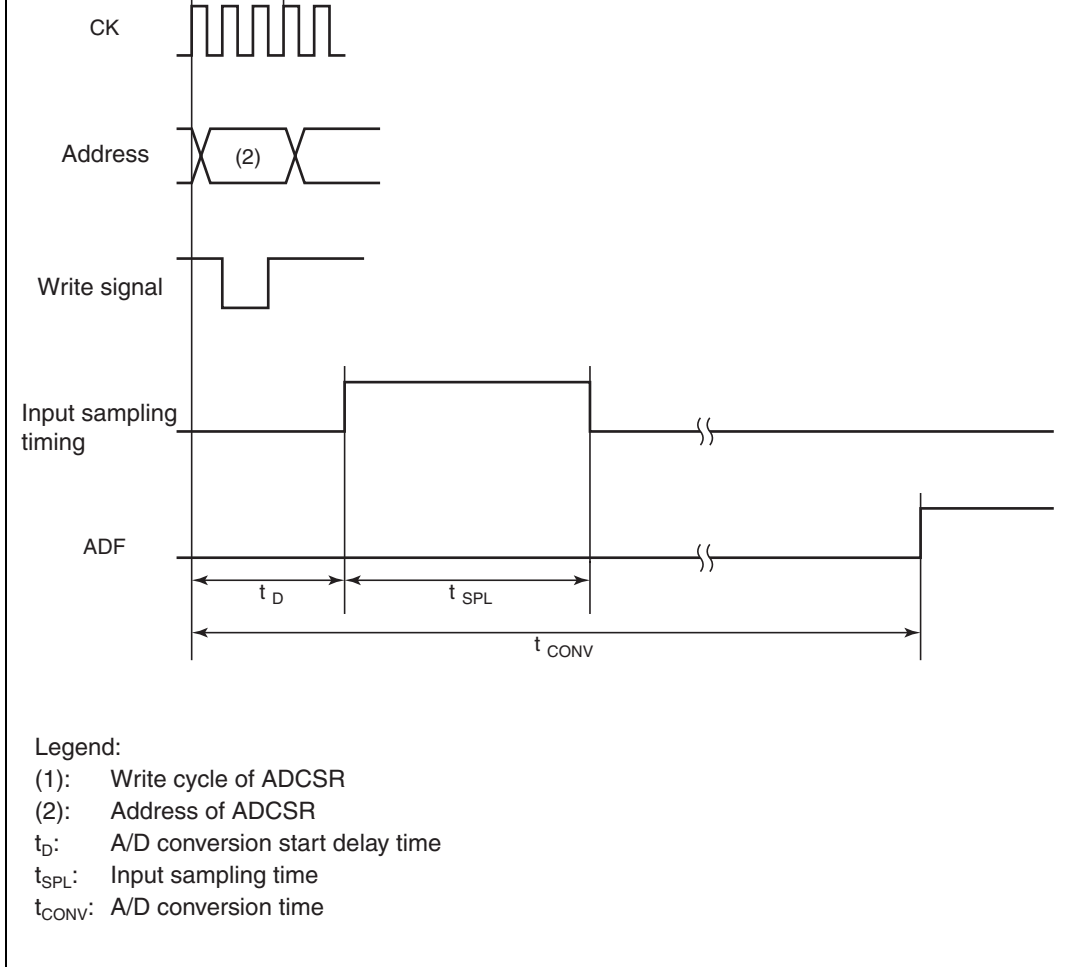 CK
Address
(2)
Write signal
Input sampling
timing
ADF
t D
t SPL
t CONV
Legend:
(1): Write cycle of ADCSR
(2): Address of ADCSR
tD: A/D conversion start delay time
tSPL: Input sampling time
tCONV: A/D conversion time